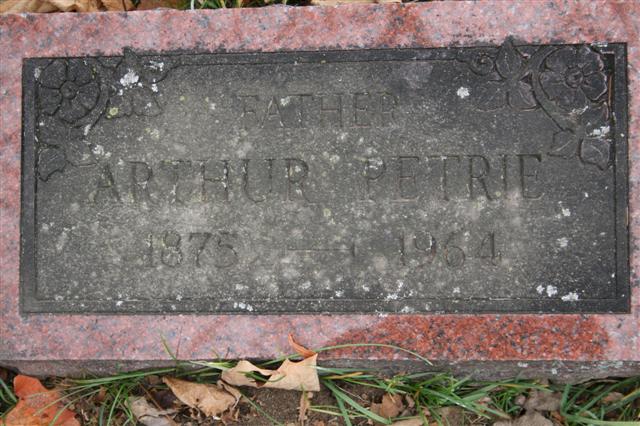 FATHER
ARTHUR PETRIE
1875 — 1964